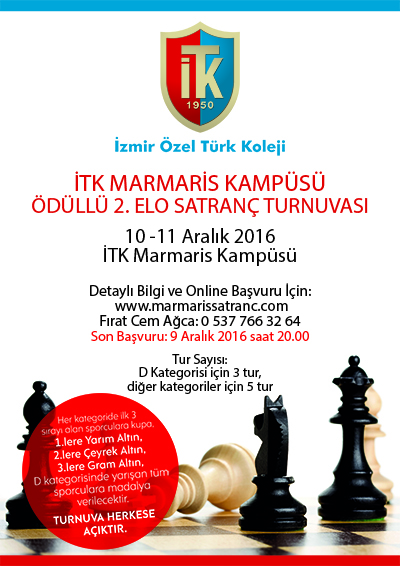 İTK
1950
İzmir Özel Türk Koleji
İTK MARMARİS KAMPÜSÜ
ÖDÜLLÜ 2. ELO SATRANÇ TURNUVASI
10 -11 Aralık 2016
İTK Marmaris Kampüsü
Detaylı Bilgi ve Online Başvuru İçin:
www.marmarissatranc.com
Fırat Cem Ağca: 0 537 766 32 64
Son Başvuru: 9 Aralık 2016 saat 20.00
Tur Sayısı:
D Kategorisi için 3 tur,
diğer kategoriler için 5 tur
Her kategoride ilk 3
sırayı alan sporculara kupa,
1.lere Yarım Altın,
2.lere Çeyrek Altın,
3.lere Gram Altın,
D kategorisinde yarışan tüm
sporculara madalya
verilecektir.
TURNUVA HERKESE
AÇIKTIR.